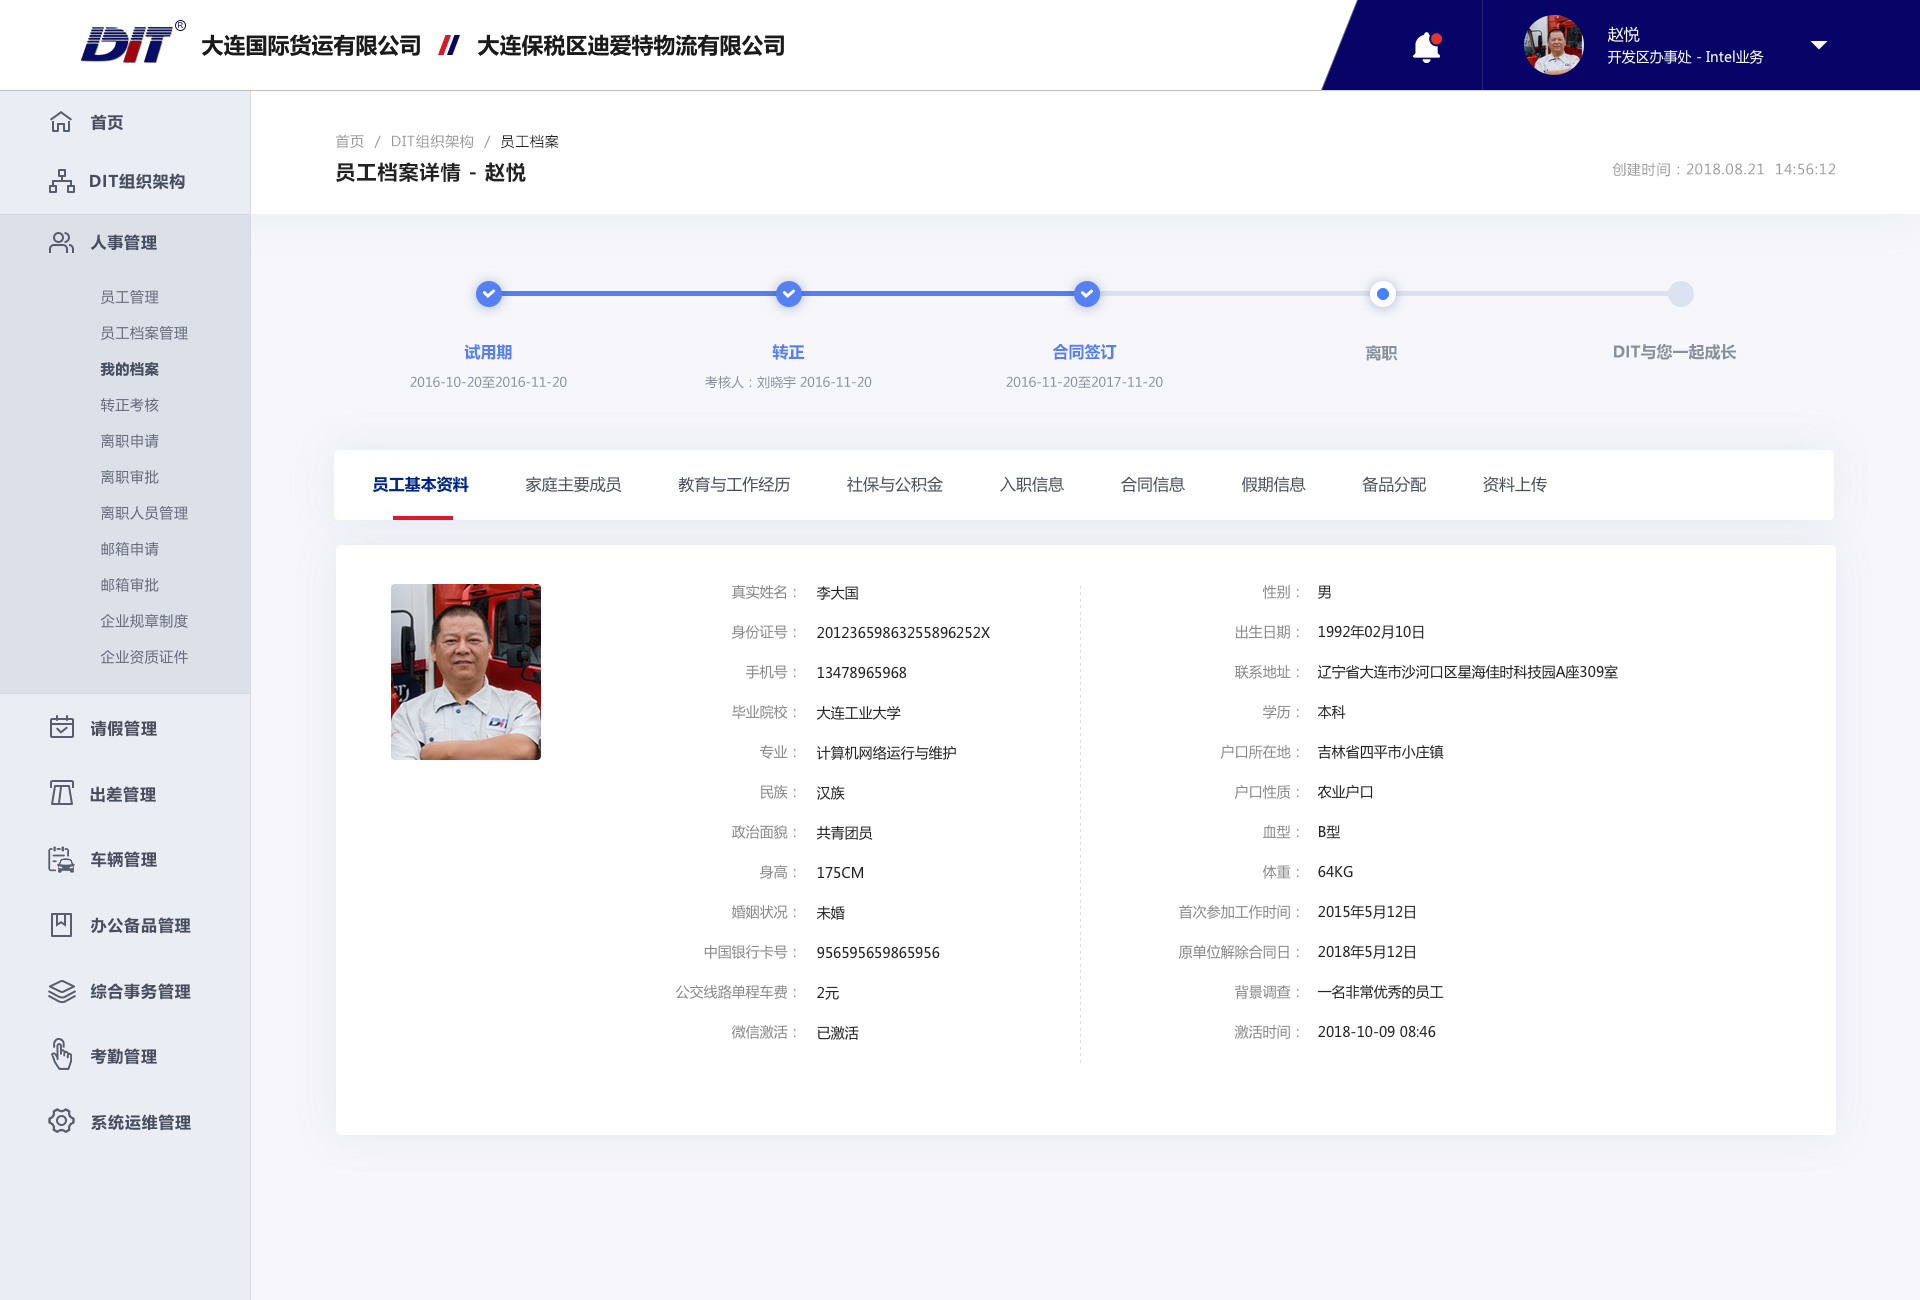 DIT® 大连国际货运有限公司 // 大连保税区迪爱特物流有限公司
赵悦
开发区办事处 - Intel业务
首页
DIT组织架构
人事管理
员工管理
员工档案管理
我的档案
转正考核
离职申请
离职审批
离职人员管理
邮箱申请
邮箱审批
企业规章制度
企业资质证件
请假管理
出差管理
车辆管理
办公备品管理
综合事务管理
考勤管理
系统运维管理
首页 / DIT组织架构 / 员工档案
员工档案详情 - 赵悦
创建时间：2018.08.21 14:56:12
试用期
2016-10-20至2016-11-20
转正
考核人：刘晓宇 2016-11-20
合同签订
2016-11-20至2017-11-20
离职
DIT与您一起成长
员工基本资料 家庭主要成员 教育与工作经历 社保与公积金 入职信息 合同信息 假期信息 备品分配 资料上传
DIT
真实姓名： 李大国
身份证号： 20123659863255896252X
手机号： 13478965968
毕业院校： 大连工业大学
专业： 计算机网络运行与维护
民族： 汉族
政治面貌： 共青团员
身高： 175CM
婚姻状况： 未婚
中国银行卡号： 956595659865956
公交线路单程车费： 2元
微信激活： 已激活
性别： 男
出生日期： 1992年02月10日
联系地址： 辽宁省大连市沙河口区星海佳时科技园A座309室
学历： 本科
户口所在地： 吉林省四平市小庄镇
户口性质： 农业户口
血型： B型
体重： 64KG
首次参加工作时间： 2015年5月12日
原单位解除合同日： 2018年5月12日
背景调查： 一名非常优秀的员工
激活时间： 2018-10-09 08:46